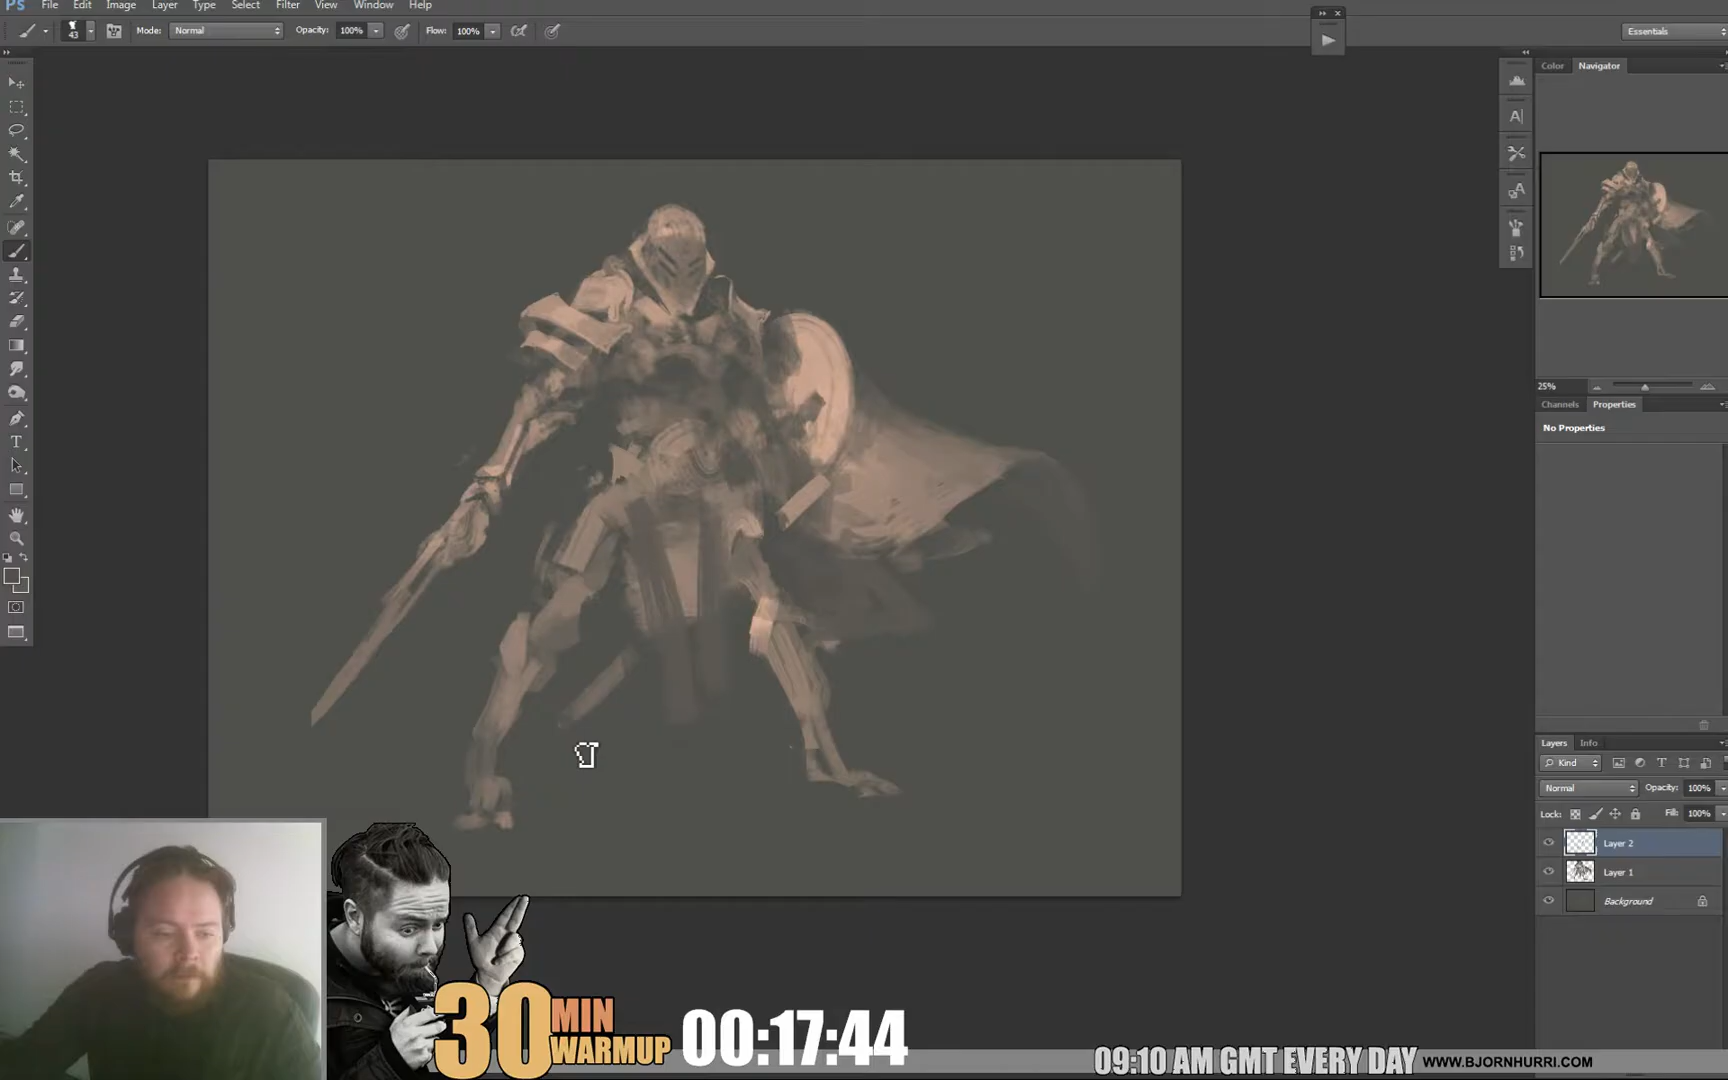 Ps File Edit Image Layer Type Select Filter View Window Help
43 Mode: Normal Opacity: 100% Flow: 100% Essentials
Color Navigator
25%
Channels Properties
No Properties
Layers Info
Kind
Normal Opacity: 100%
Lock: Fill: 100%
Layer 2
Layer 1
Background
30 MIN WARMUP
00:17:44
09:10 AM GMT EVERY DAY WWW.BJORNHURRI.COM